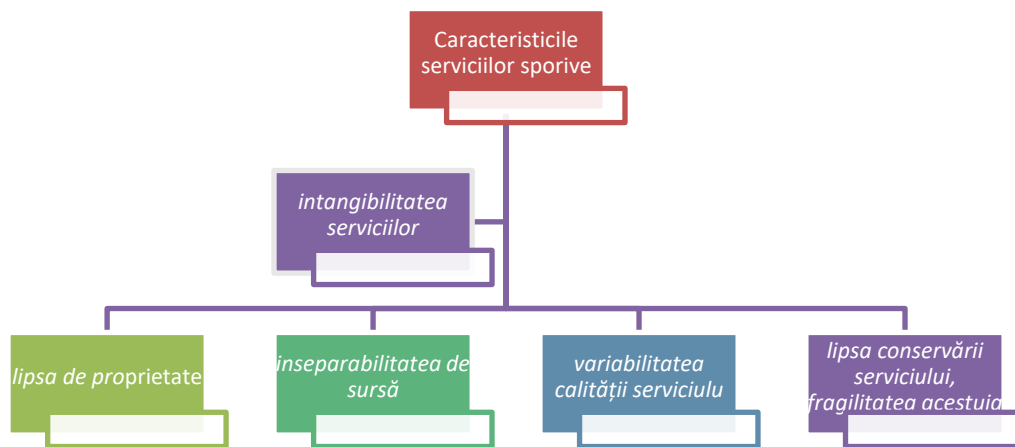 Caracteristicile
serviciilor sporive
intangibilitatea
serviciilor
lipsa de proprietate
inseparabilitatea de
sursă
variabilitatea
calității serviciulu
lipsa conservării
serviciului,
fragilitatea acestuia